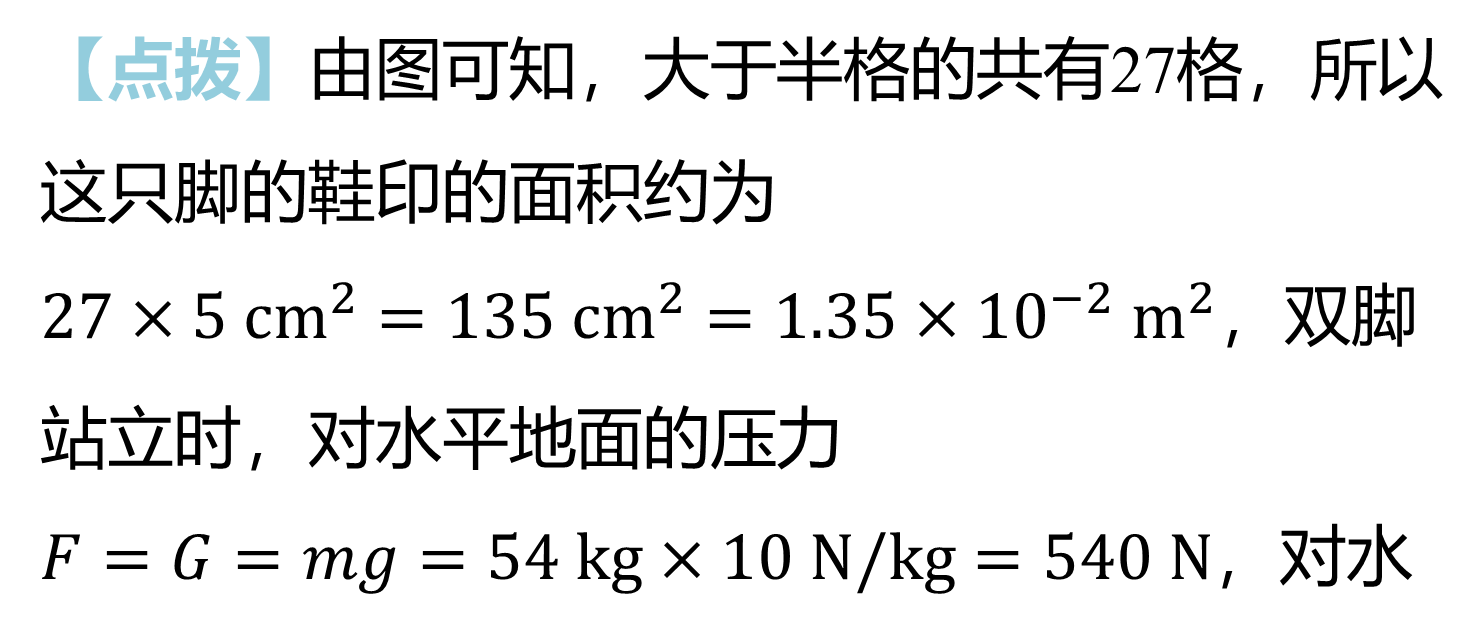 【点拨】由图可知，大于半格的共有27格，所以
这只脚的鞋印的面积约为
27 × 5 cm² = 135 cm² = 1.35 × 10⁻² m²，双脚
站立时，对水平地面的压力
F = G = mg = 54 kg × 10 N/kg = 540 N，对水